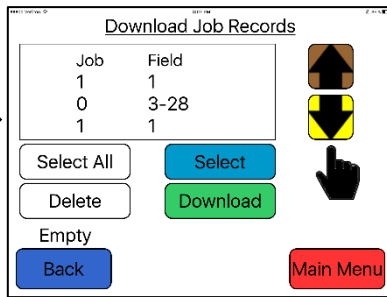 Download Job Records
Job Field
1 1
0 3-28
1 1
Select All Select
Delete Download
Empty
Back Main Menu